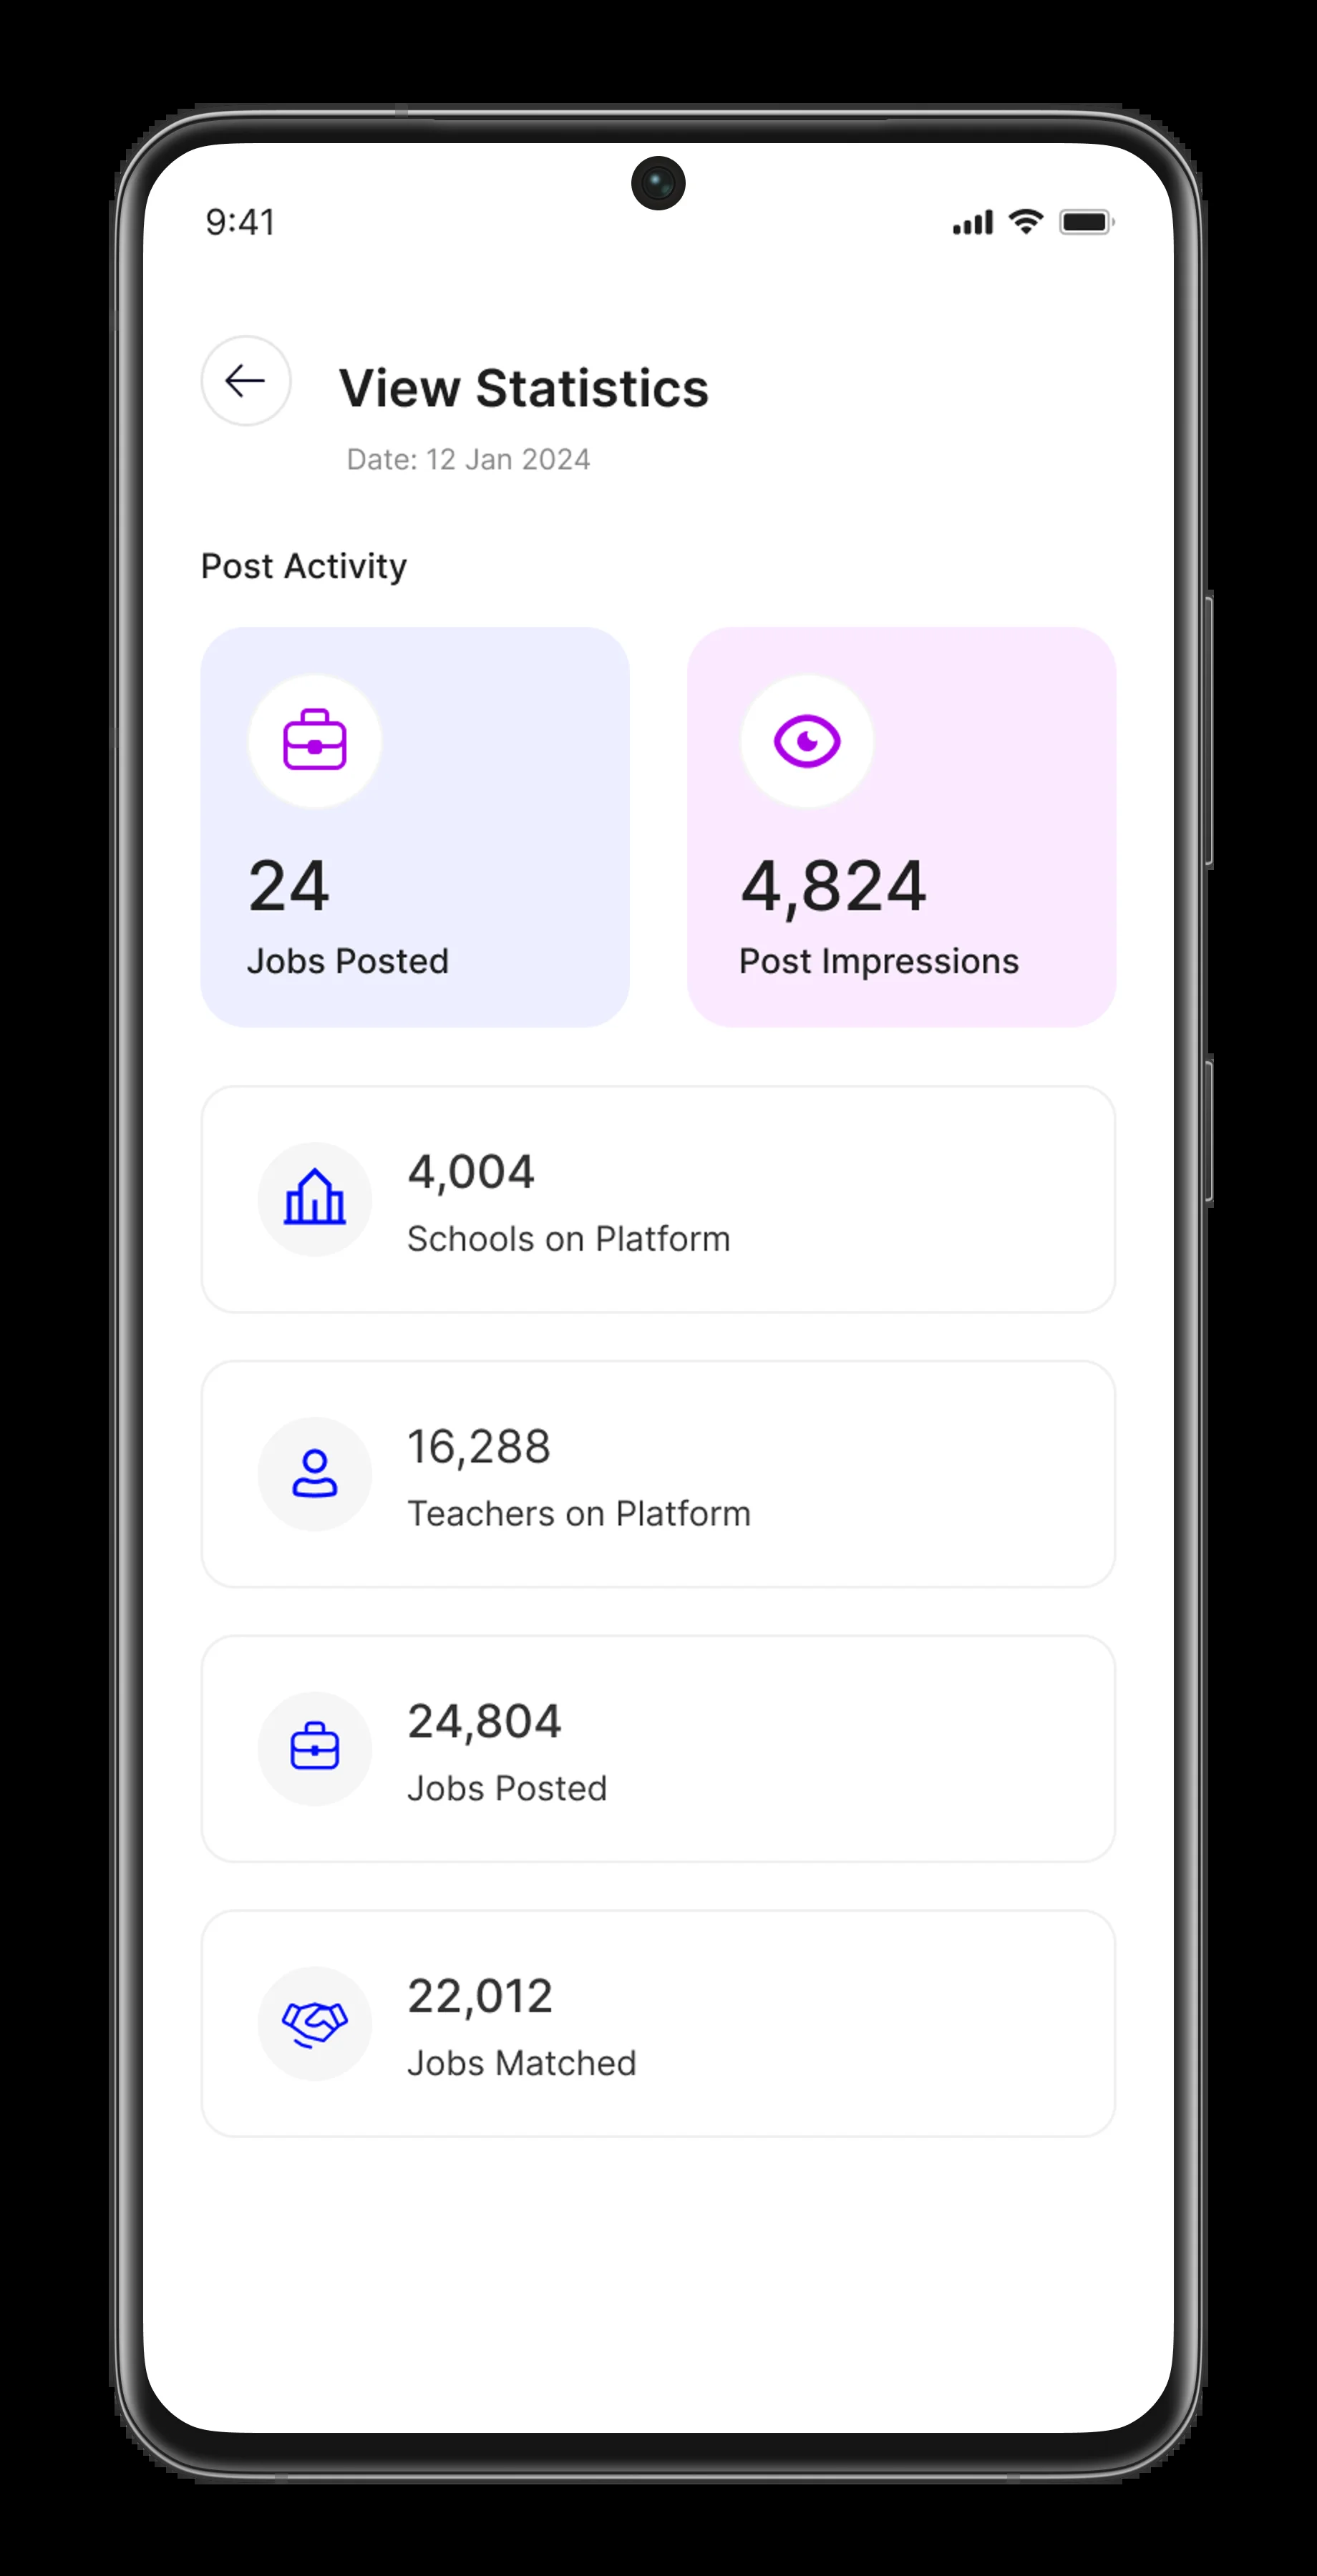 9:41
View Statistics
Date: 12 Jan 2024
Post Activity
24
Jobs Posted
4,824
Post Impressions
4,004
Schools on Platform
16,288
Teachers on Platform
24,804
Jobs Posted
22,012
Jobs Matched